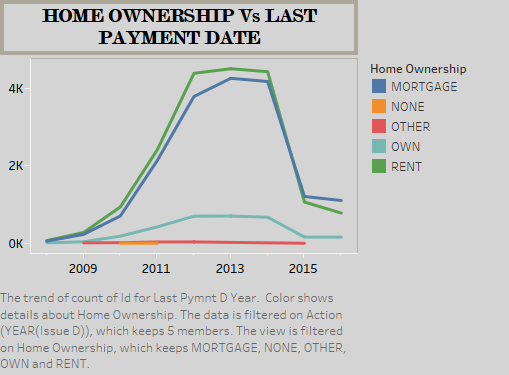 HOME OWNERSHIP Vs LAST
PAYMENT DATE
Home Ownership
MORTGAGE
NONE
OTHER
OWN
RENT
4K
2K
0K
2009 2011 2013 2015
The trend of count of Id for Last Pymnt D Year. Color shows
details about Home Ownership. The data is filtered on Action
(YEAR(Issue D)), which keeps 5 members. The view is filtered
on Home Ownership, which keeps MORTGAGE, NONE, OTHER,
OWN and RENT.